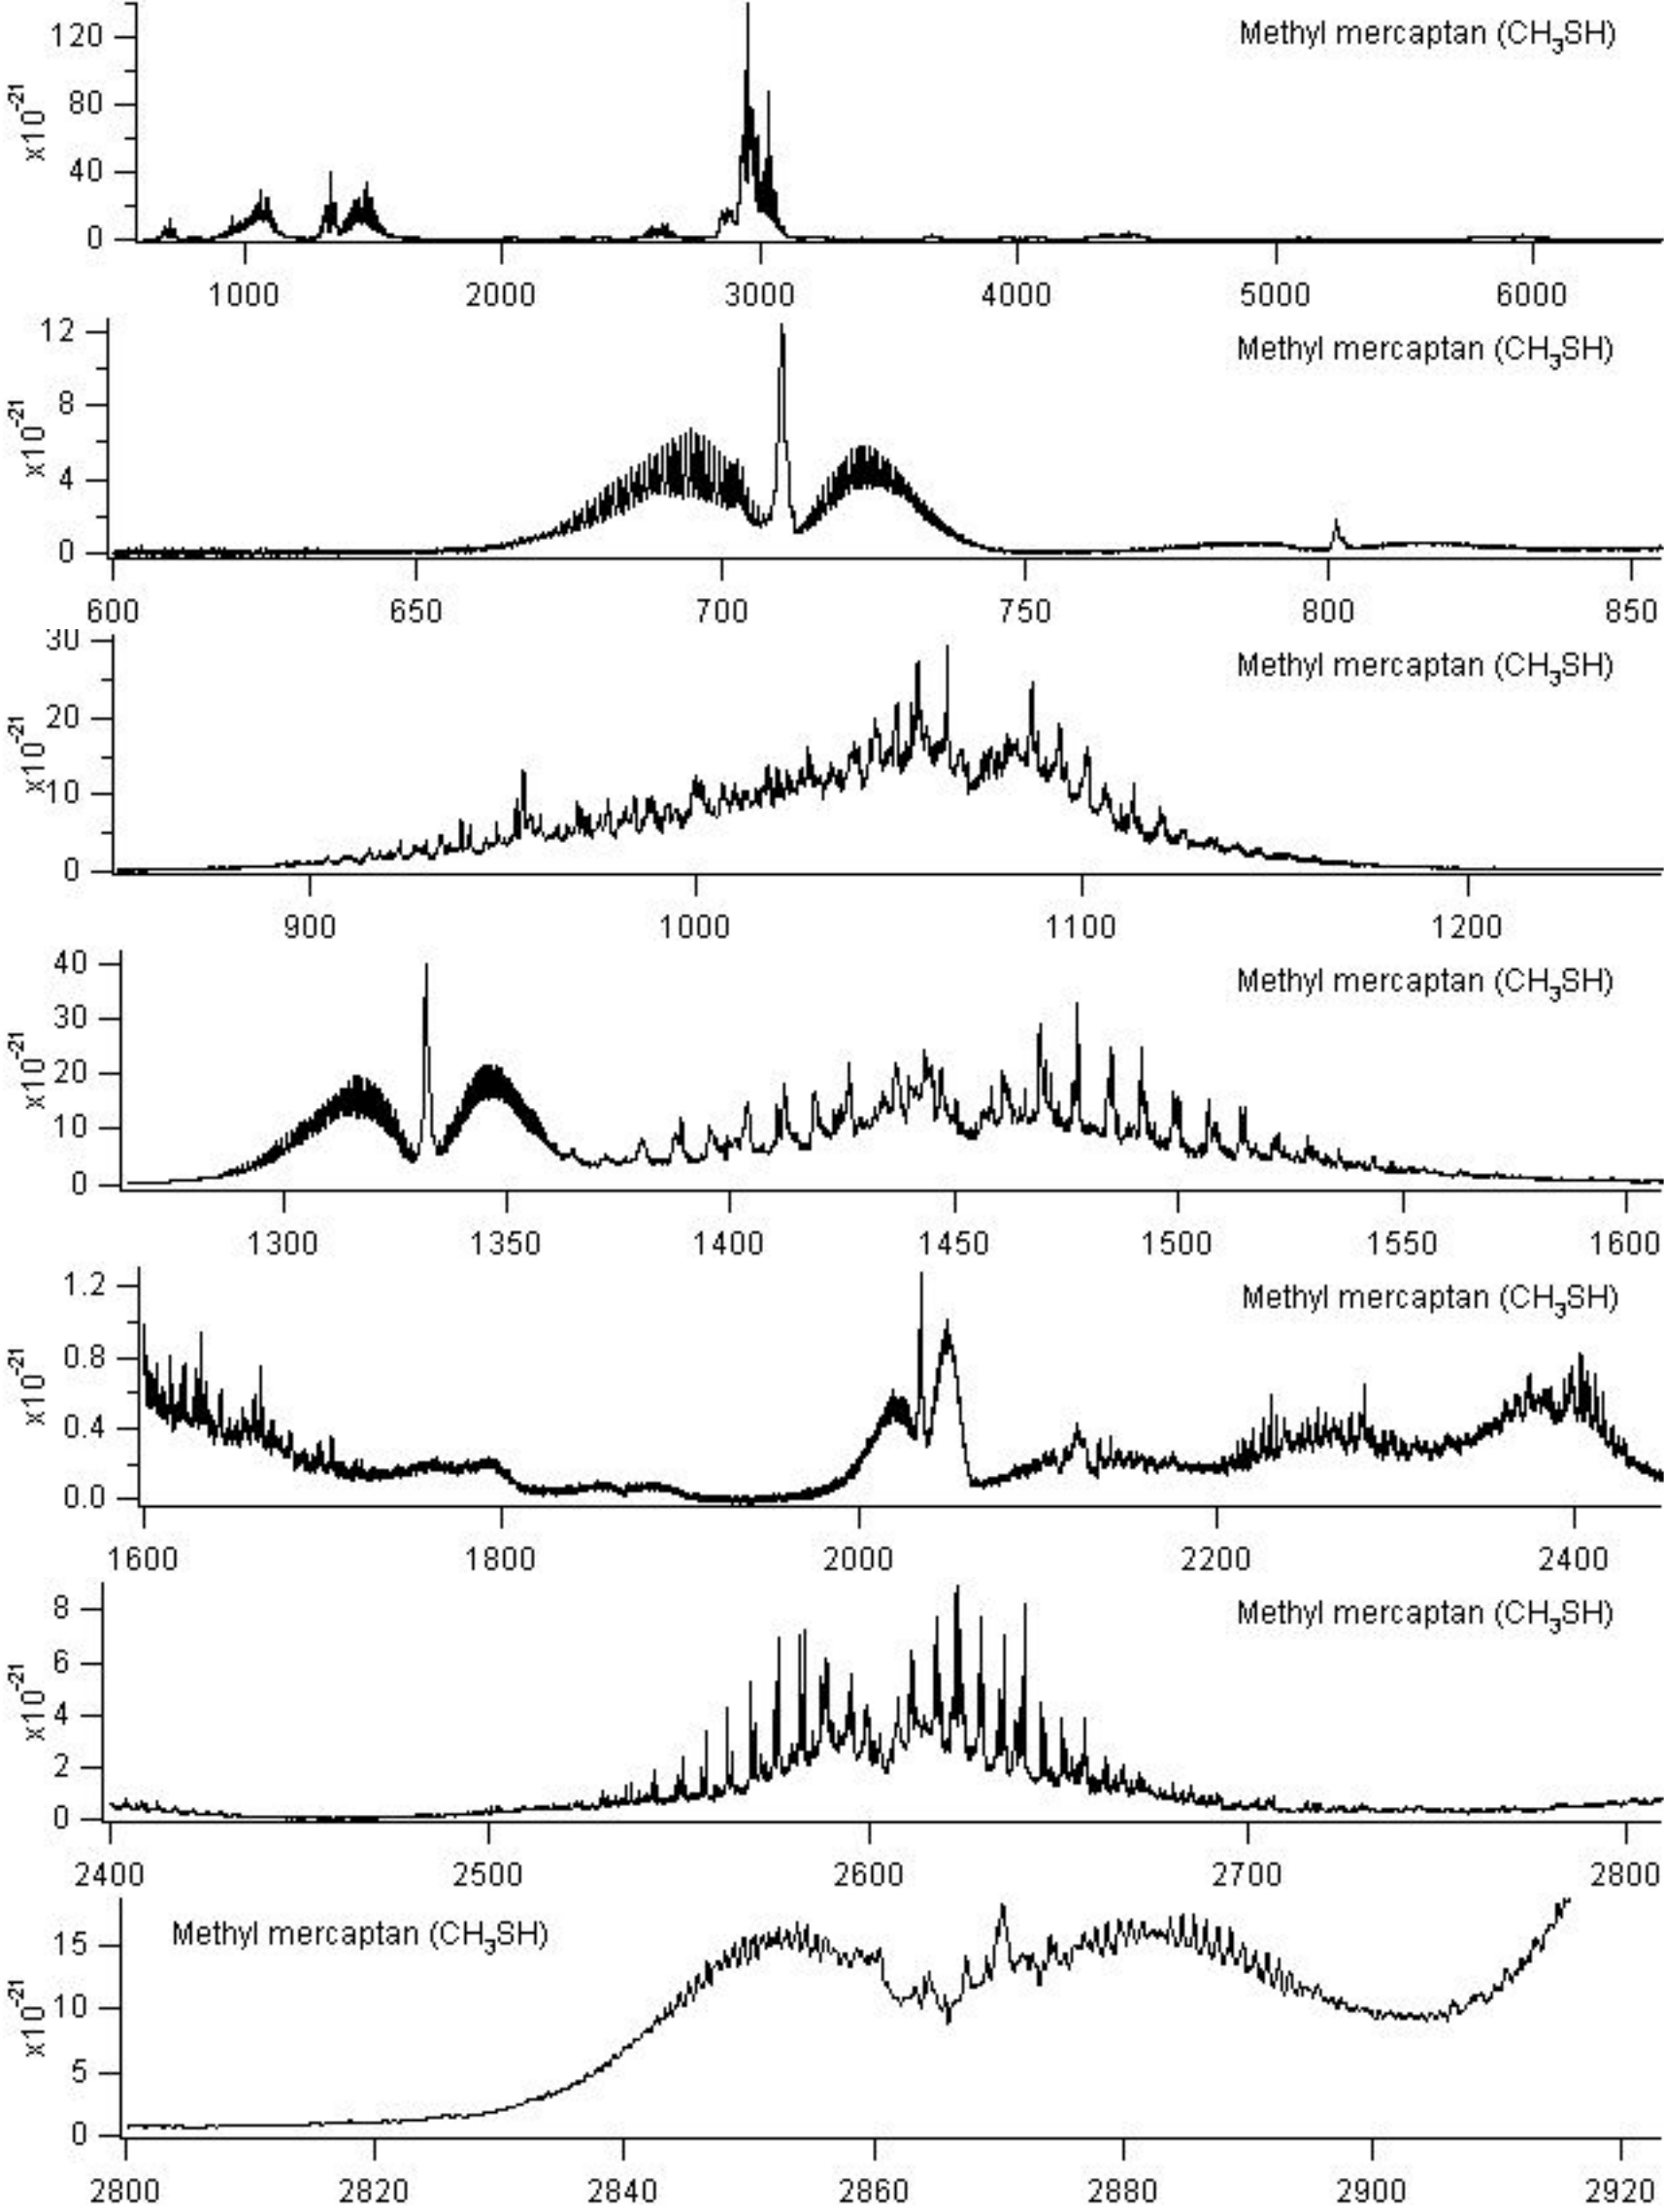 Methyl mercaptan (CH₃SH)
x10⁻²¹
120
80
40
0
1000 2000 3000 4000 5000 6000
Methyl mercaptan (CH₃SH)
x10⁻²¹
12
8
4
0
600 650 700 750 800 850
Methyl mercaptan (CH₃SH)
x10⁻²¹
30
20
10
0
900 1000 1100 1200
Methyl mercaptan (CH₃SH)
x10⁻²¹
40
30
20
10
0
1300 1350 1400 1450 1500 1550 1600
Methyl mercaptan (CH₃SH)
x10⁻²¹
1.2
0.8
0.4
0.0
1600 1800 2000 2200 2400
Methyl mercaptan (CH₃SH)
x10⁻²¹
8
6
4
2
0
2400 2500 2600 2700 2800
Methyl mercaptan (CH₃SH)
x10⁻²¹
15
10
5
0
2800 2820 2840 2860 2880 2900 2920